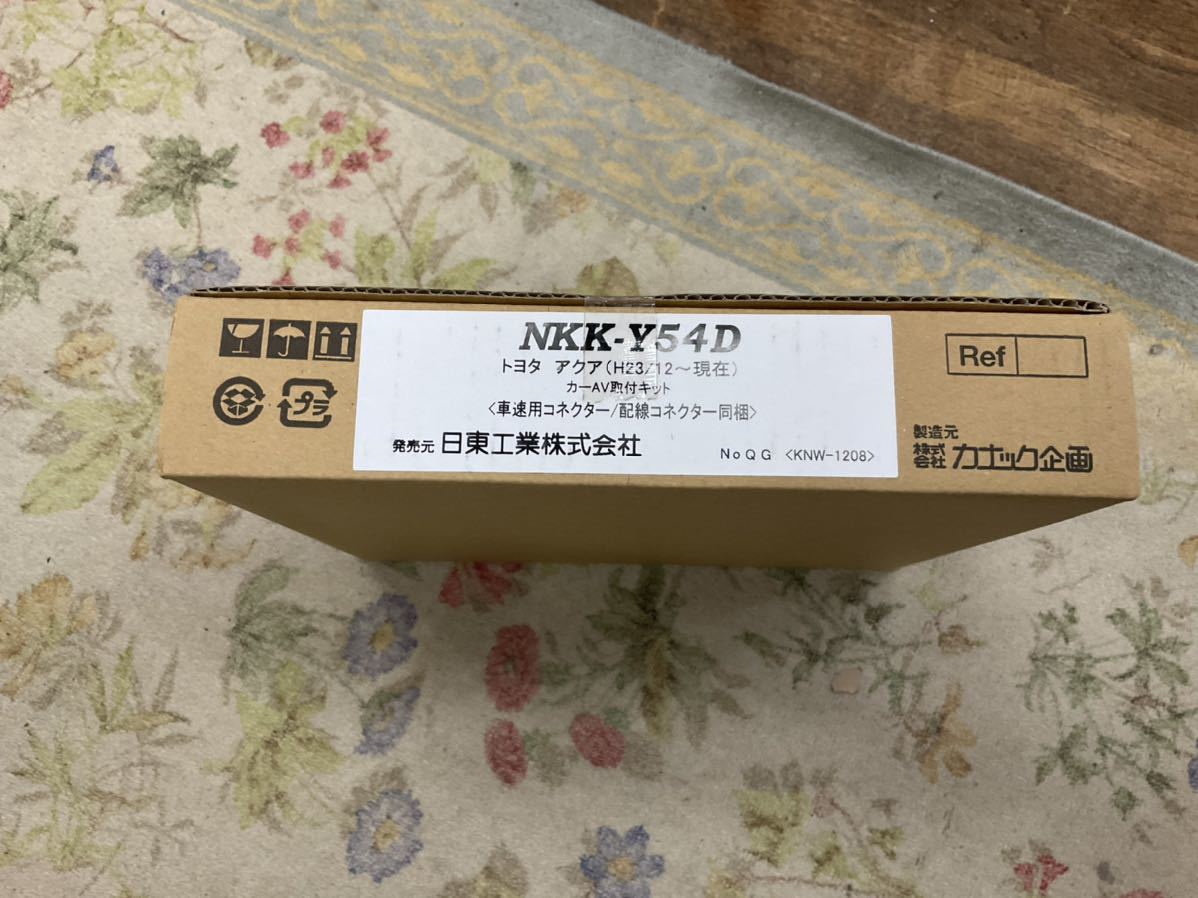 NKK-Y54D
トヨタ アクア(H23/12～現在)
カーAV取付キット
<車速用コネクター/配線コネクター同梱>
発売元 日東工業株式会社
NoQG <KNW-1208>
プラ
Ref
製造元
株式会社 カナック企画